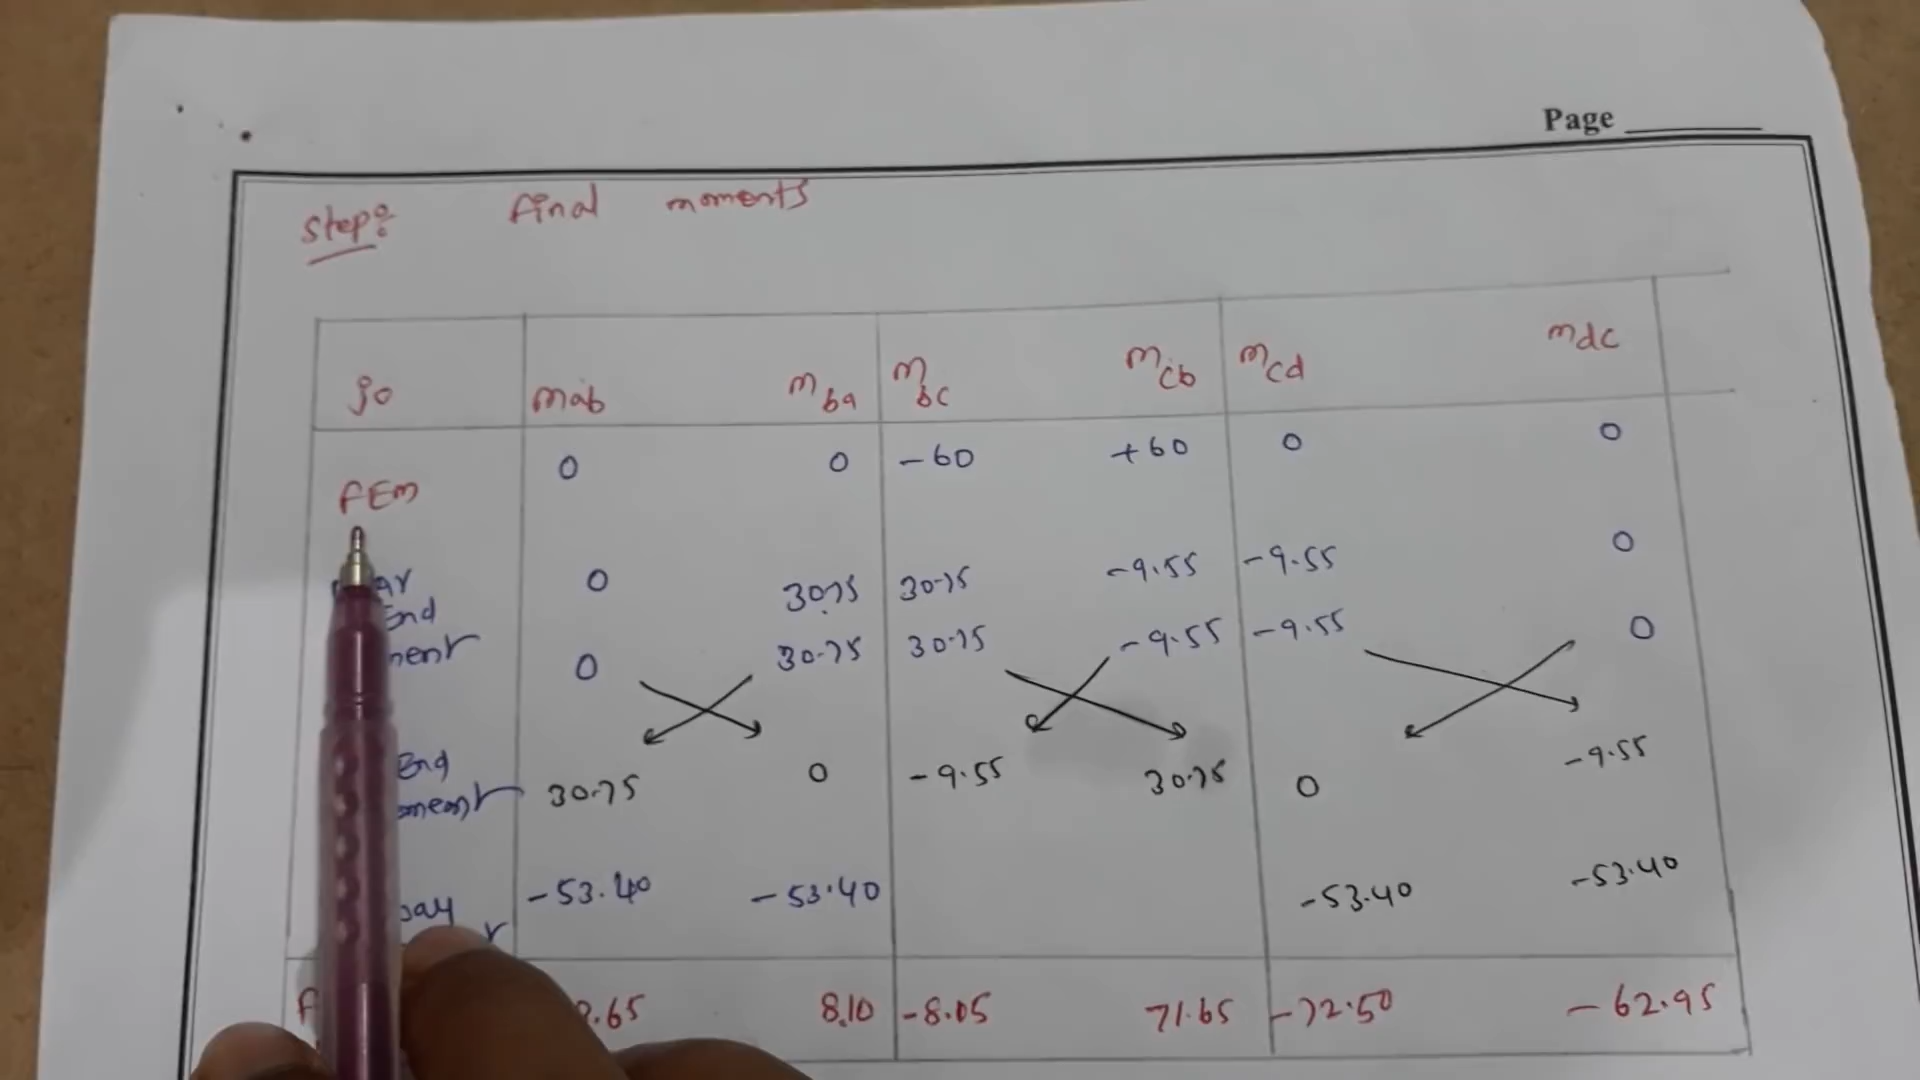 Page
Step: final moments
Jo Mab Mba Mbc Mcb Mcd Mdc
FEM 0 0 -60 +60 0 0
0 30.75 30.75 -9.55 -9.55 0
End
0 30.75 30.75 -9.55 -9.55 0
End
30.75 0 -9.55 30.75 0 -9.55
-53.40 -53.40 -53.40 -53.40
8.10 -8.05 71.65 -72.50 -62.95